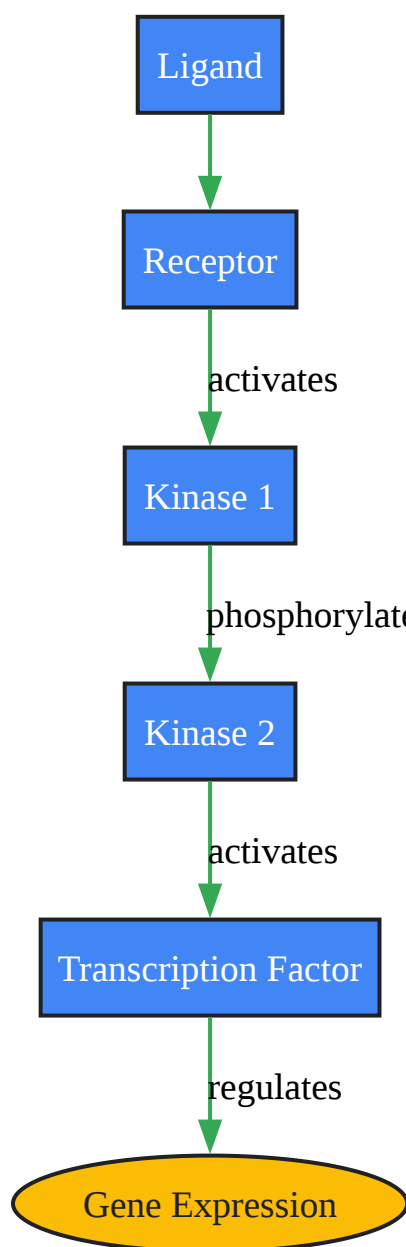 Ligand
Receptor
activates
Kinase 1
phosphorylate
Kinase 2
activates
Transcription Factor
regulates
Gene Expression